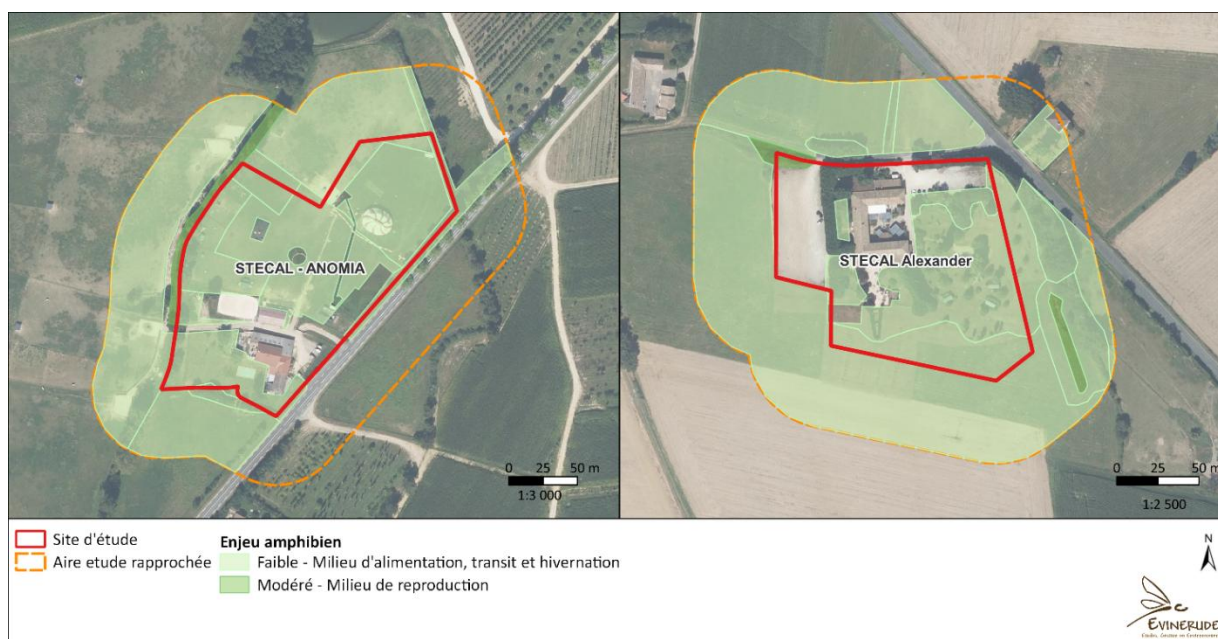 STECAL - ANOMIA
0 25 50 m
1:3 000
STECAL Alexander
0 25 50 m
1:2 500
Site d'étude
Aire etude rapprochée
Enjeu amphibien
Faible - Milieu d'alimentation, transit et hivernation
Modéré - Milieu de reproduction
N
EVINERUDE